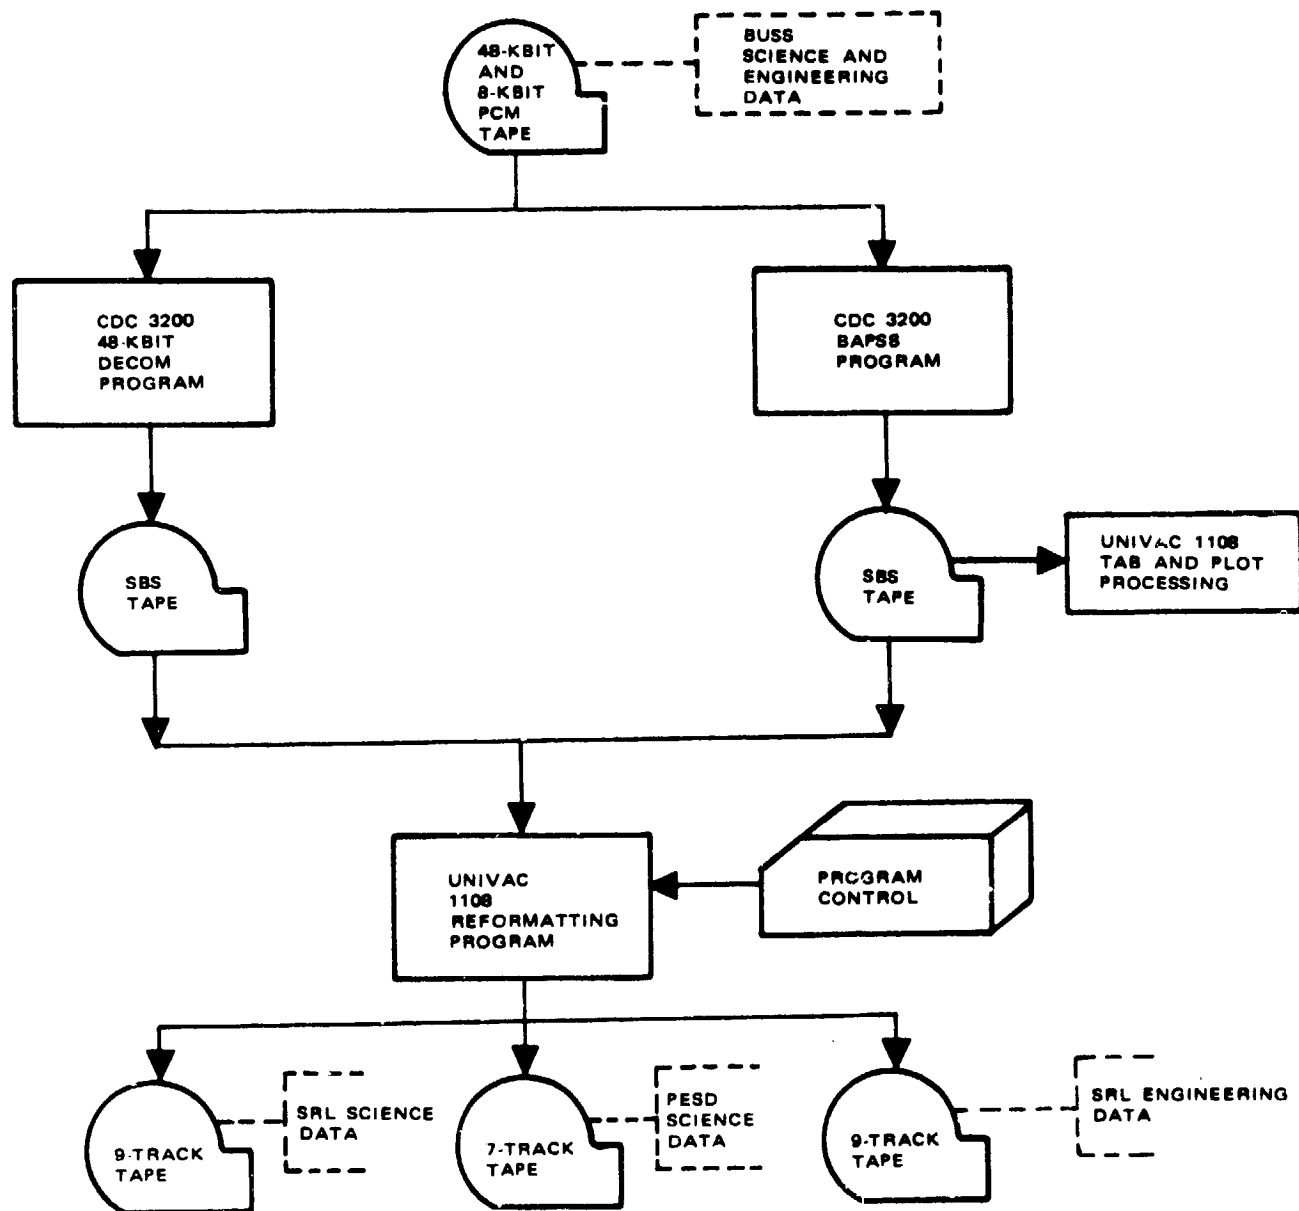 48-KBIT
AND
8-KBIT
PCM
TAPE
BUSS
SCIENCE AND
ENGINEERING
DATA
CDC 3200
48-KBIT
DECOM
PROGRAM
CDC 3200
BAPS8
PROGRAM
SBS
TAPE
SBS
TAPE
UNIVAC 1108
TAB AND PLOT
PROCESSING
UNIVAC
1108
REFORMATTING
PROGRAM
PROGRAM
CONTROL
9-TRACK
TAPE
SRL SCIENCE
DATA
7-TRACK
TAPE
PESD
SCIENCE
DATA
9-TRACK
TAPE
SRL ENGINEERING
DATA